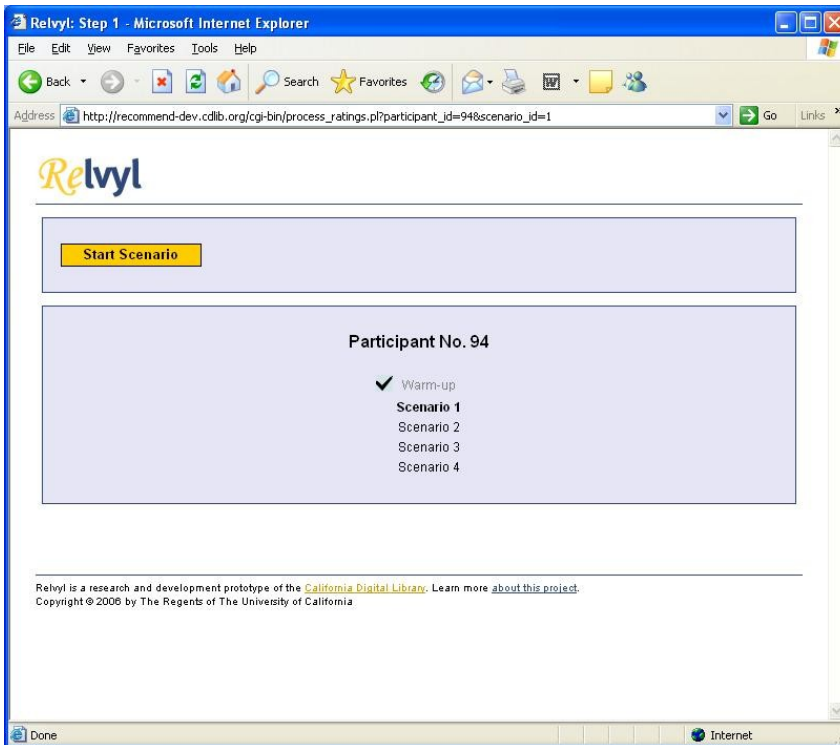 Relvyl: Step 1 - Microsoft Internet Explorer
File Edit View Favorites Tools Help
Back Search Favorites
Address http://recommend-dev.cdlib.org/cgi-bin/process_ratings.pl?participant_id=94&scenario_id=1 Go Links »
Relvyl
Start Scenario
Participant No. 94
Warm-up
Scenario 1
Scenario 2
Scenario 3
Scenario 4
Relvyl is a research and development prototype of the California Digital Library. Learn more about this project.
Copyright © 2006 by The Regents of The University of California
Done Internet